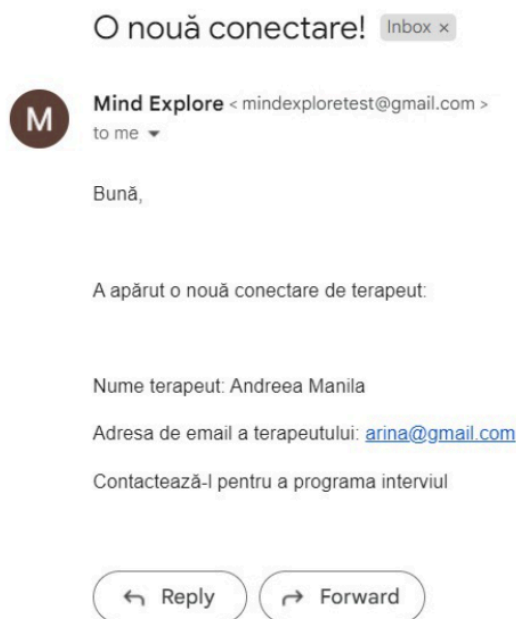 O nouă conectare! Inbox ×
M
Mind Explore < mindexploretest@gmail.com >
to me
Bună,
A apărut o nouă conectare de terapeut:
Nume terapeut: Andreea Manila
Adresa de email a terapeutului: arina@gmail.com
Contactează-l pentru a programa interviul
Reply Forward